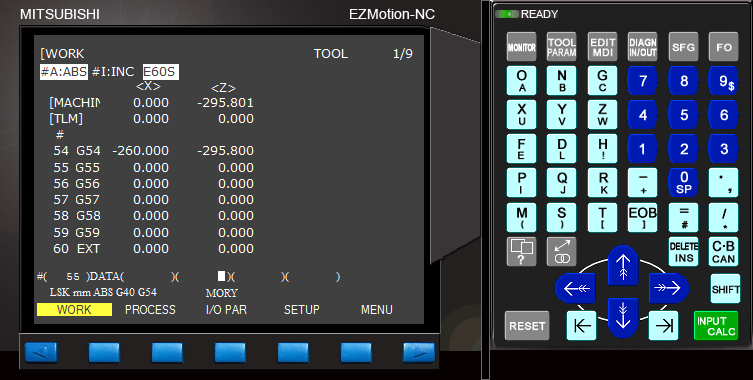 MITSUBISHI EZMotion-NC
[WORK TOOL 1/9
#A:ABS #I:INC E60S
<X> <Z>
[MACHIN 0.000 -295.801
[TLM] 0.000 0.000
#
54 G54 -260.000 -295.800
55 G55 0.000 0.000
56 G56 0.000 0.000
57 G57 0.000 0.000
58 G58 0.000 0.000
59 G59 0.000 0.000
60 EXT 0.000 0.000
#( 55 )DATA( )( )( )( )
LSK mm ABS G40 G54 MORY
WORK PROCESS I/O PAR SETUP MENU
READY
MONITOR TOOL PARAM EDIT MDI DIAGN IN/OUT SFG FO
O A N B G C 7 8 9 $
X U Y V Z W 4 5 6
F E D L H ! 1 2 3
P I Q J R K - + 0 SP . ,
M ( S ) T [ EOB ] = # / *
? DELETE INS C·B CAN
SHIFT
RESET INPUT CALC